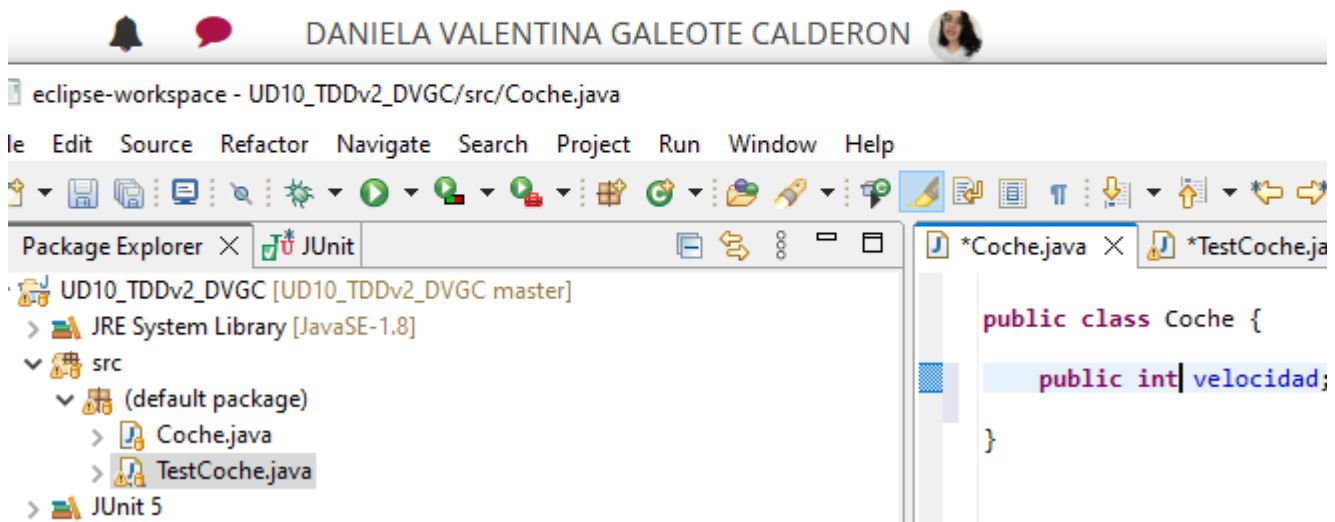 DANIELA VALENTINA GALEOTE CALDERON
eclipse-workspace - UD10_TDDv2_DVGC/src/Coche.java
le Edit Source Refactor Navigate Search Project Run Window Help
Package Explorer JUnit
*Coche.java *TestCoche.ja
UD10_TDDv2_DVGC [UD10_TDDv2_DVGC master]
JRE System Library [JavaSE-1.8]
src
(default package)
Coche.java
TestCoche.java
JUnit 5
public class Coche {
public int velocidad;
}